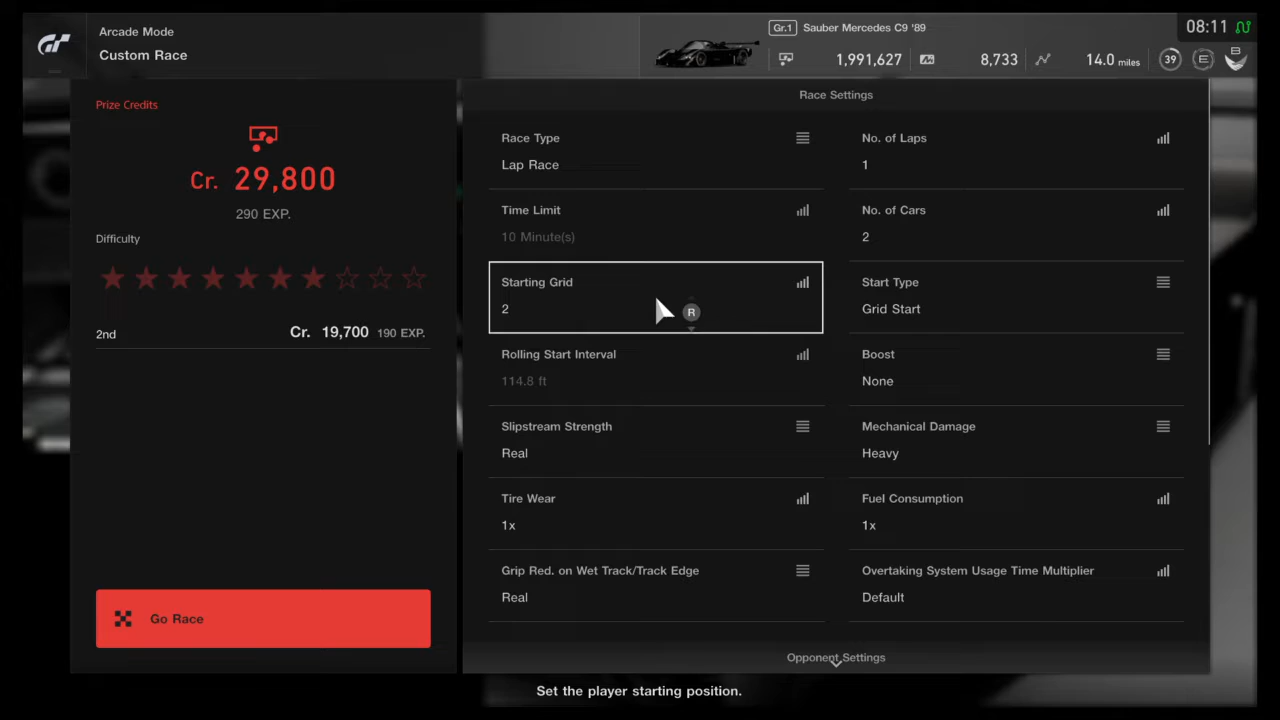 Arcade Mode
Custom Race
Gr.1 Sauber Mercedes C9 '89
1,991,627 8,733 14.0 miles 39 E B
08:11
Prize Credits
Cr. 29,800
290 EXP.
Difficulty
2nd Cr. 19,700 190 EXP.
Go Race
Race Settings
Race Type
Lap Race
No. of Laps
1
Time Limit
10 Minute(s)
No. of Cars
2
Starting Grid
2
R
Start Type
Grid Start
Rolling Start Interval
114.8 ft
Boost
None
Slipstream Strength
Real
Mechanical Damage
Heavy
Tire Wear
1x
Fuel Consumption
1x
Grip Red. on Wet Track/Track Edge
Real
Overtaking System Usage Time Multiplier
Default
Opponent Settings
Set the player starting position.